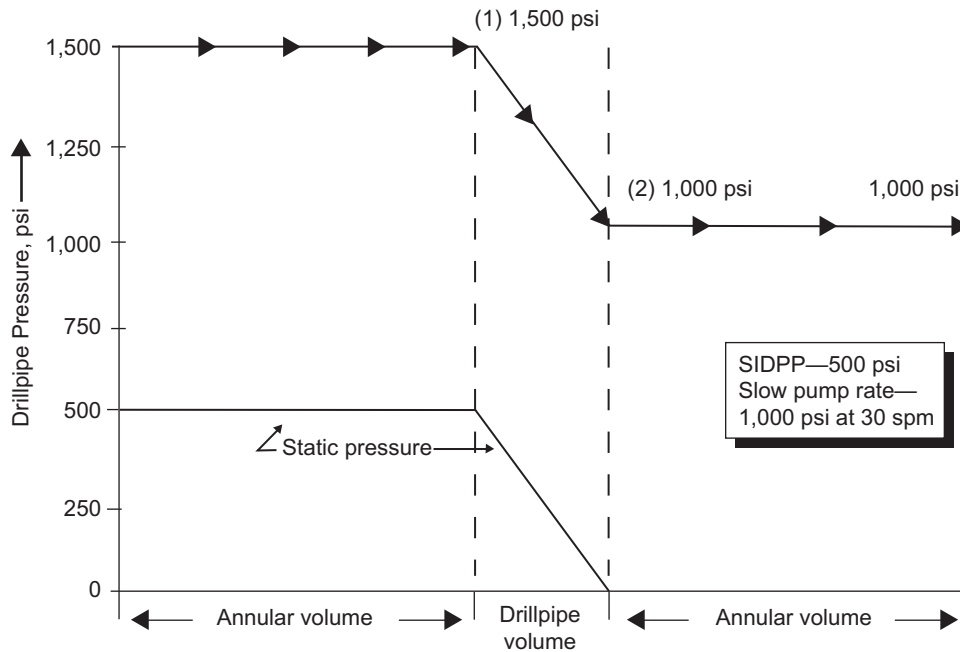 (1) 1,500 psi
1,500
1,250
(2) 1,000 psi
1,000 psi
1,000
Drillpipe Pressure, psi
750
SIDPP—500 psi
Slow pump rate—
1,000 psi at 30 spm
500
Static pressure
250
0
Annular volume
Drillpipe
volume
Annular volume